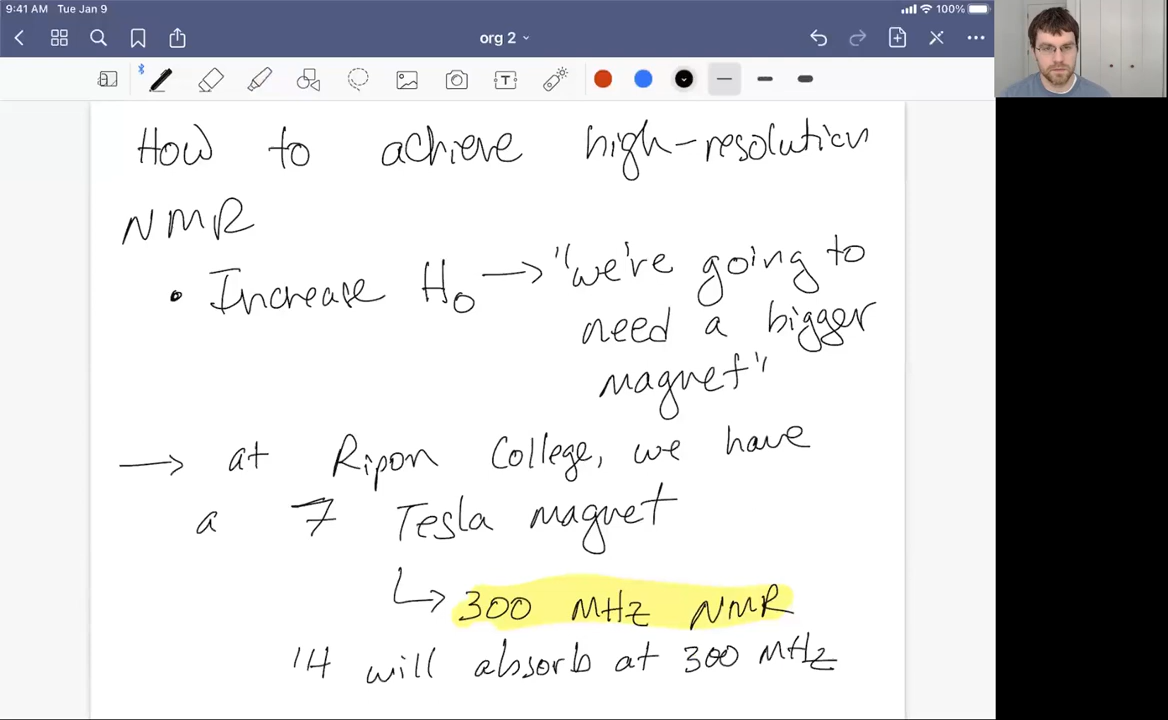 9:41 AM Tue Jan 9
100%
org 2
How to achieve high-resolution
NMR
• Increase H₀ → "we're going to
need a bigger
magnet"
→ at Ripon College, we have
a 7 Tesla magnet
↳ 300 MHz NMR
¹H will absorb at 300 MHz